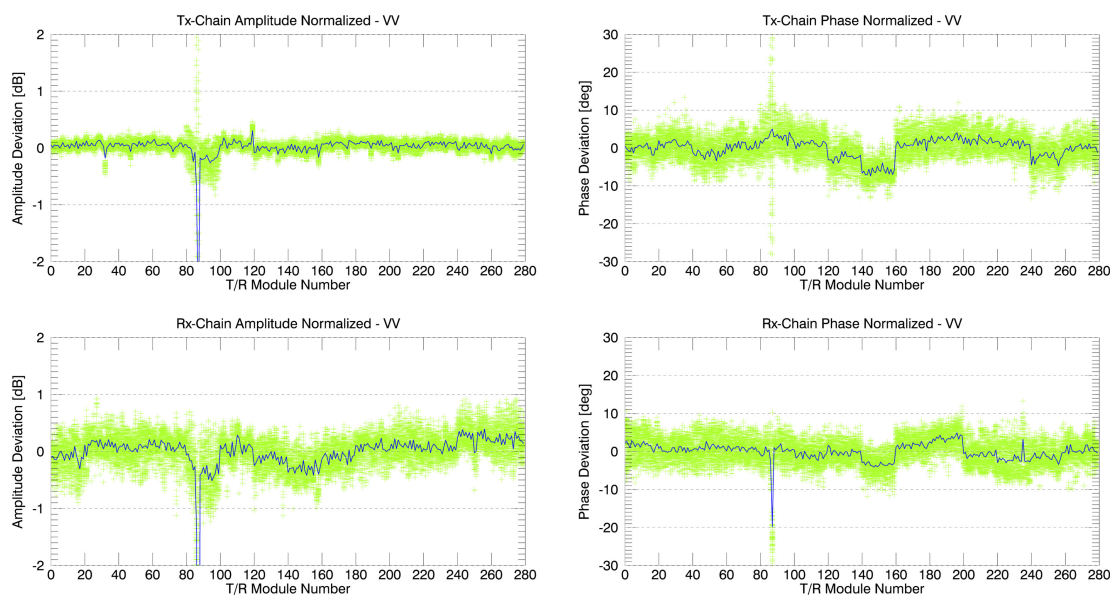 Tx-Chain Amplitude Normalized - VV
2
1
0
-1
-2
Amplitude Deviation [dB]
0 20 40 60 80 100 120 140 160 180 200 220 240 260 280
T/R Module Number
Tx-Chain Phase Normalized - VV
30
20
10
0
-10
-20
-30
Phase Deviation [deg]
0 20 40 60 80 100 120 140 160 180 200 220 240 260 280
T/R Module Number
Rx-Chain Amplitude Normalized - VV
2
1
0
-1
-2
Amplitude Deviation [dB]
0 20 40 60 80 100 120 140 160 180 200 220 240 260 280
T/R Module Number
Rx-Chain Phase Normalized - VV
30
20
10
0
-10
-20
-30
Phase Deviation [deg]
0 20 40 60 80 100 120 140 160 180 200 220 240 260 280
T/R Module Number